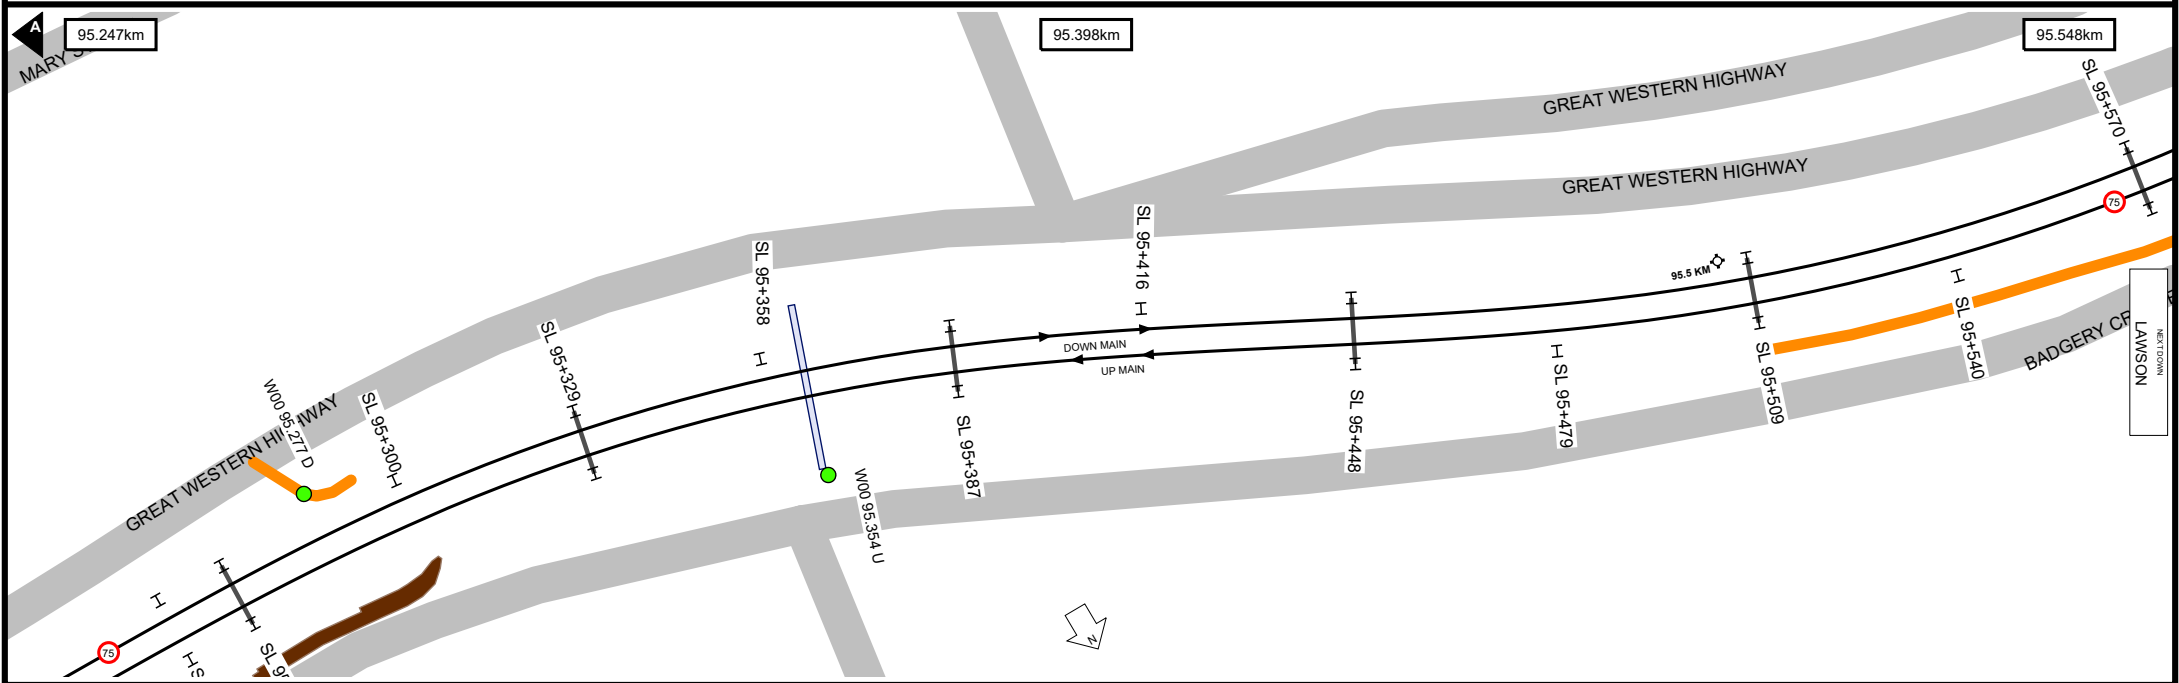 A
95.247km
95.398km
95.548km
MARY S
GREAT WESTERN HIGHWAY
GREAT WESTERN HIGHWAY
SL 95+570
75
SL 95+358
SL 95+416
95.5 KM
DOWN MAIN
UP MAIN
SL 95+329
W00 95.277 D
SL 95+300
GREAT WESTERN HIGHWAY
SL 95+387
SL 95+448
SL 95+479
SL 95+509
SL 95+540
BADGERY CR
NEXT DOWN
LAWSON
W00 95.354 U
N
75
SL 95
S